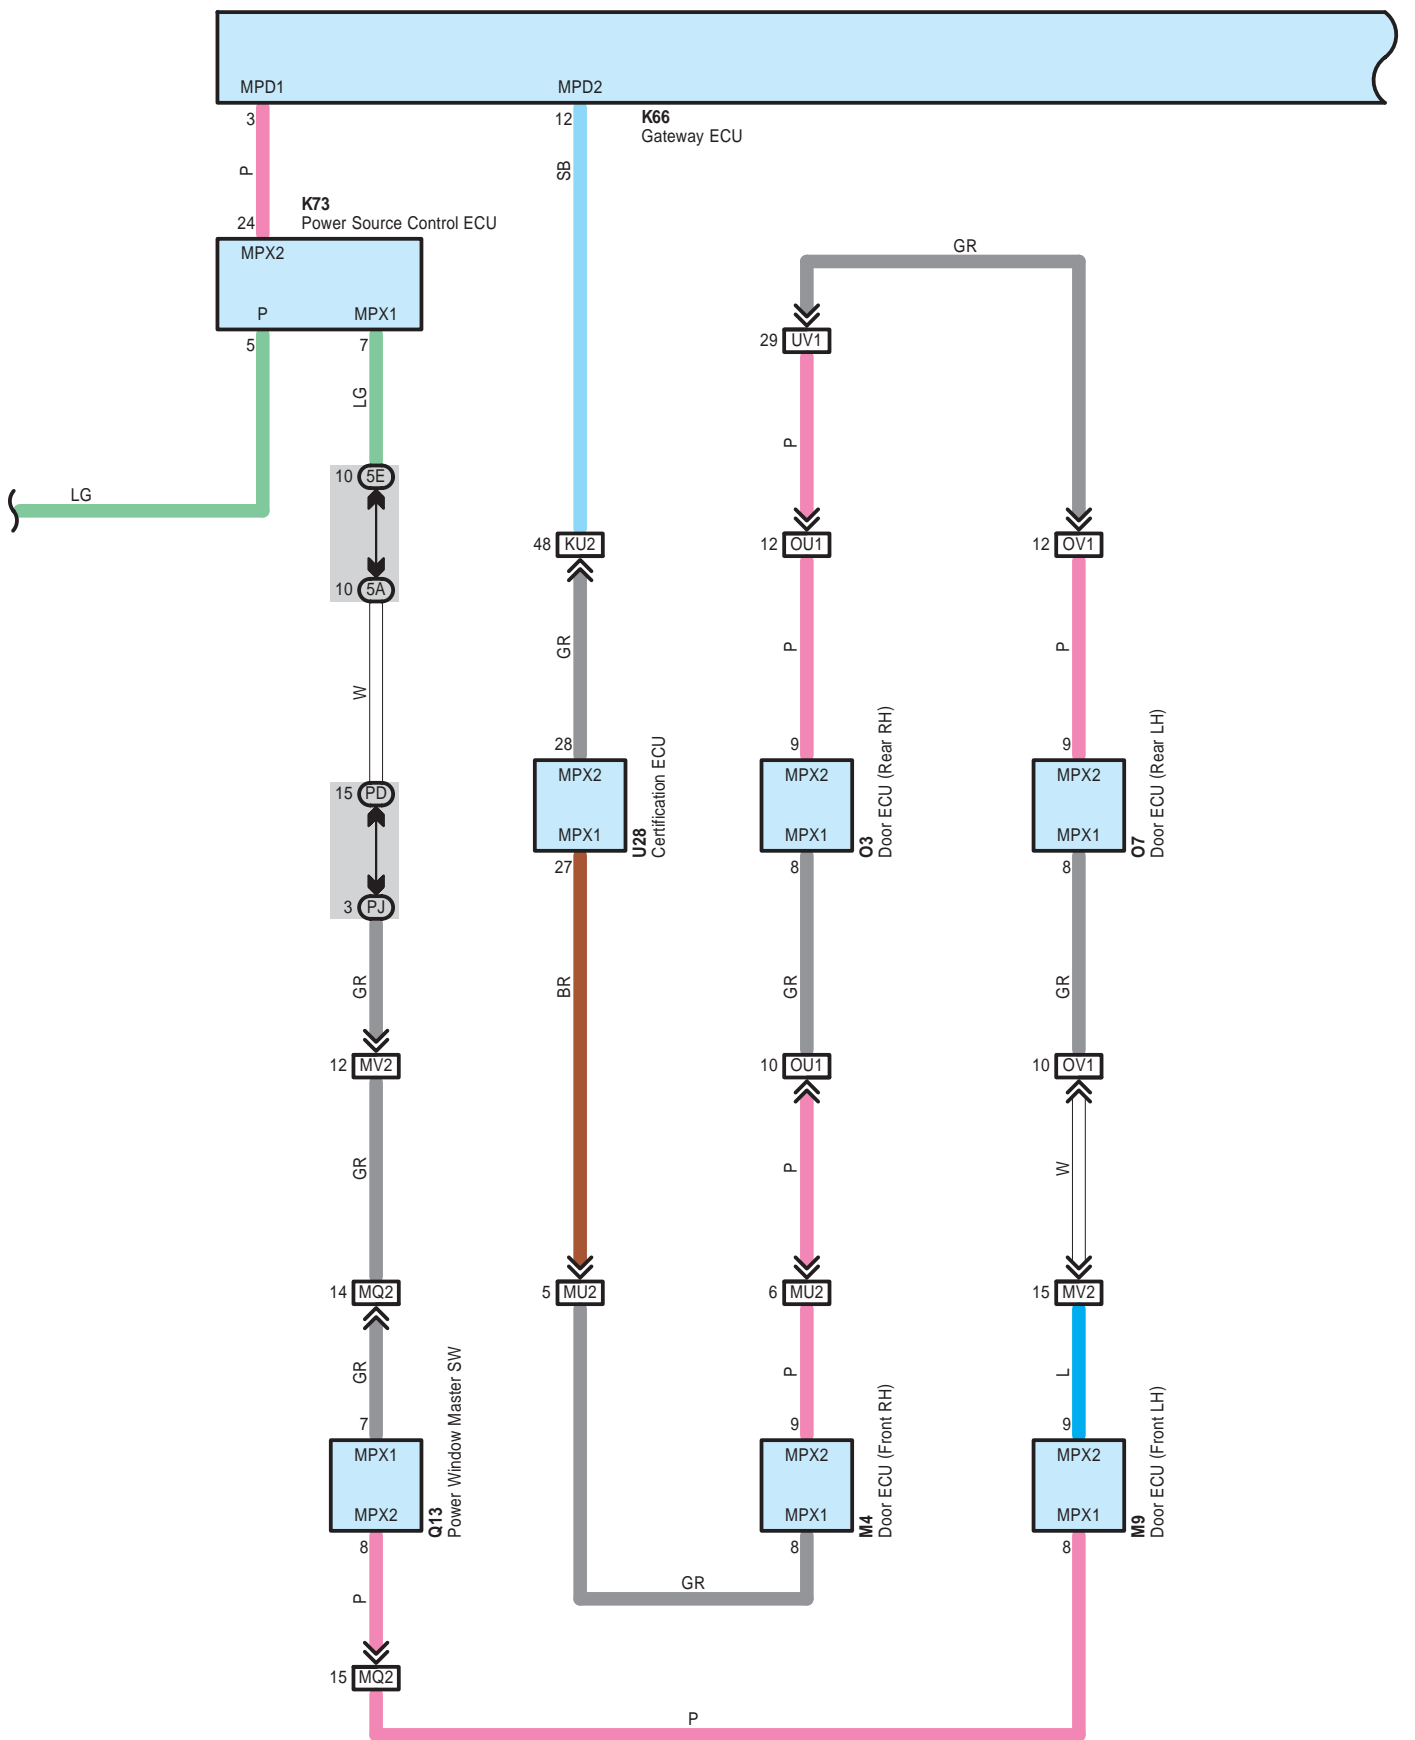 MPD1
MPD2
3
12
K66
Gateway ECU
P
SB
K73
Power Source Control ECU
24
MPX2
P
MPX1
5
7
LG
LG
GR
29 UV1
P
10 5E
10 5A
48 KU2
12 OU1
12 OV1
GR
P
P
W
28
9
9
MPX2
MPX1
U28
Certification ECU
MPX2
MPX1
O3
Door ECU (Rear RH)
MPX2
MPX1
O7
Door ECU (Rear LH)
15 PD
27
8
8
3 PJ
GR
BR
GR
GR
12 MV2
10 OU1
10 OV1
GR
P
W
14 MQ2
5 MU2
6 MU2
15 MV2
GR
P
L
7
9
9
MPX1
MPX2
Q13
Power Window Master SW
MPX2
MPX1
M4
Door ECU (Front RH)
MPX2
MPX1
M9
Door ECU (Front LH)
8
8
8
P
GR
15 MQ2
P